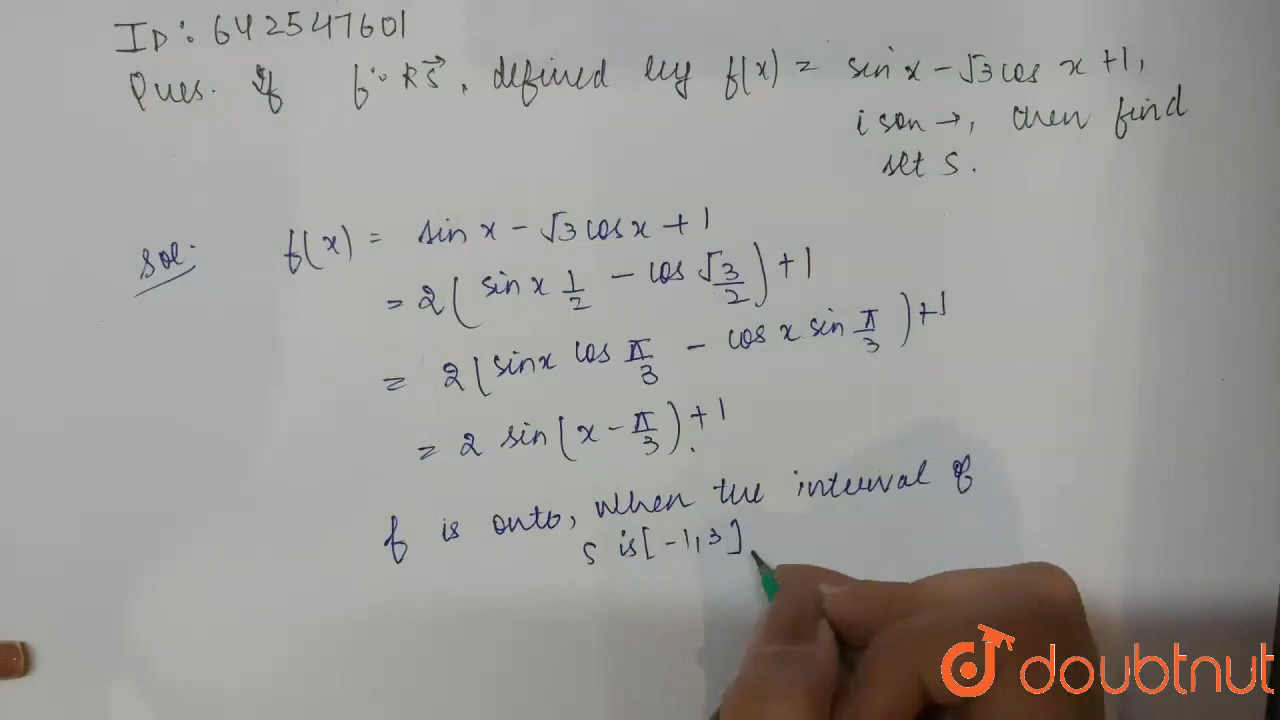 ID: 642547601
Ques. If f: RS→, defined by f(x) = sin x - √3 cos x + 1,
is on →, then find
set S.
Sol: f(x) = sin x - √3 cos x + 1
= 2(sin x 1/2 - cos √3/2) + 1
= 2(sin x cos π/3 - cos x sin π/3) + 1
= 2 sin(x - π/3) + 1.
f is onto, when the interval of
S is [-1, 3]
doubtnut